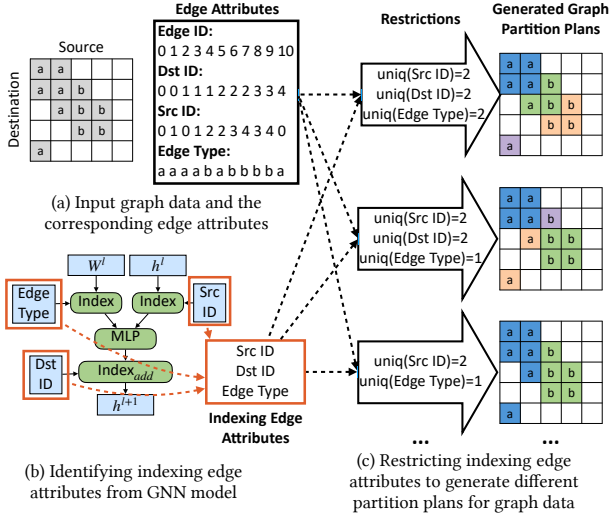 Edge Attributes
Source
Destination
a a
a a b
a b b
b b
a
Edge ID:
0 1 2 3 4 5 6 7 8 9 10
Dst ID:
0 0 1 1 1 2 2 2 3 3 4
Src ID:
0 1 0 1 2 2 3 4 3 4 0
Edge Type:
a a a a b a b b b b a
(a) Input graph data and the
corresponding edge attributes
W^l
h^l
Edge
Type
Index
Index
Src
ID
MLP
Dst
ID
Index_add
h^{l+1}
Src ID
Dst ID
Edge Type
Indexing Edge
Attributes
(b) Identifying indexing edge
attributes from GNN model
Restrictions
Generated Graph
Partition Plans
uniq(Src ID)=2
uniq(Dst ID)=2
uniq(Edge Type)=2
a a
a a b
a b b
b b
a
uniq(Src ID)=2
uniq(Dst ID)=2
uniq(Edge Type)=1
a a
a a b
a b b
b b
a
uniq(Src ID)=2
uniq(Edge Type)=1
a a
a a b
a b b
b b
a
...
...
(c) Restricting indexing edge
attributes to generate different
partition plans for graph data